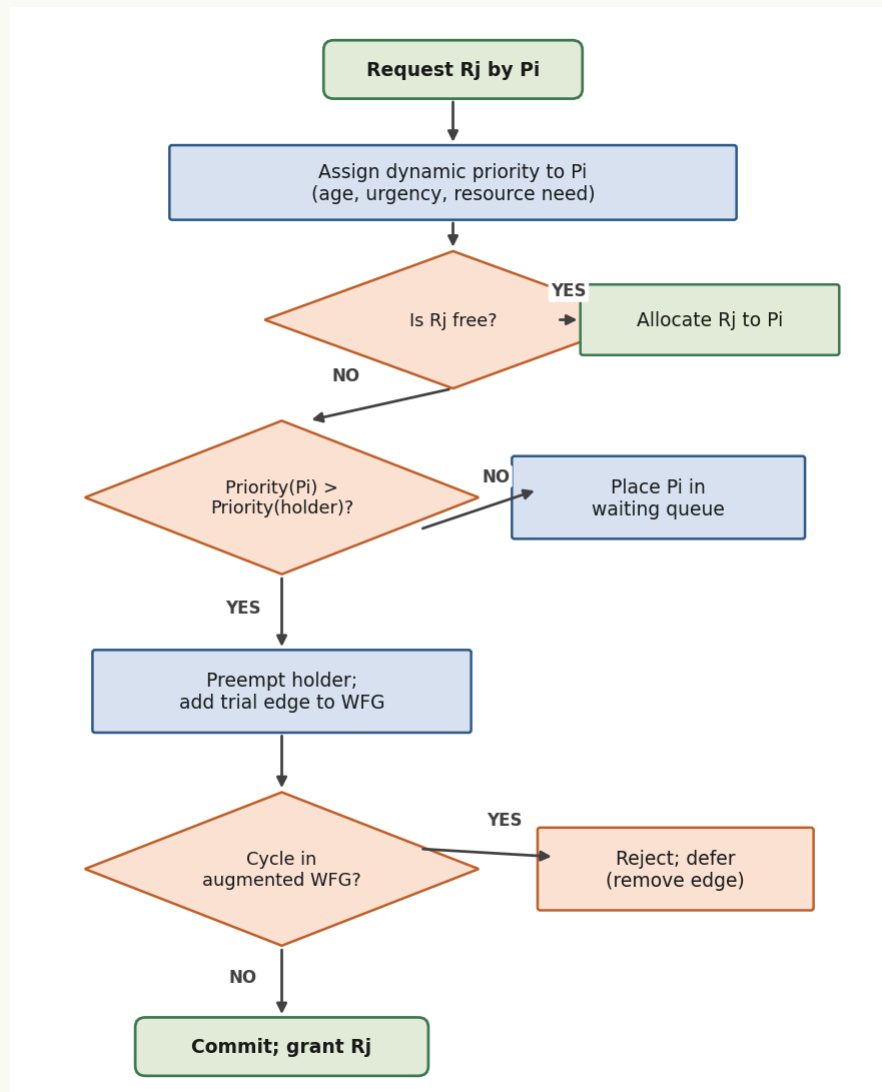 Request Rj by Pi
Assign dynamic priority to Pi
(age, urgency, resource need)
Is Rj free?
YES
Allocate Rj to Pi
NO
Priority(Pi) >
Priority(holder)?
NO
Place Pi in
waiting queue
YES
Preempt holder;
add trial edge to WFG
Cycle in
augmented WFG?
YES
Reject; defer
(remove edge)
NO
Commit; grant Rj